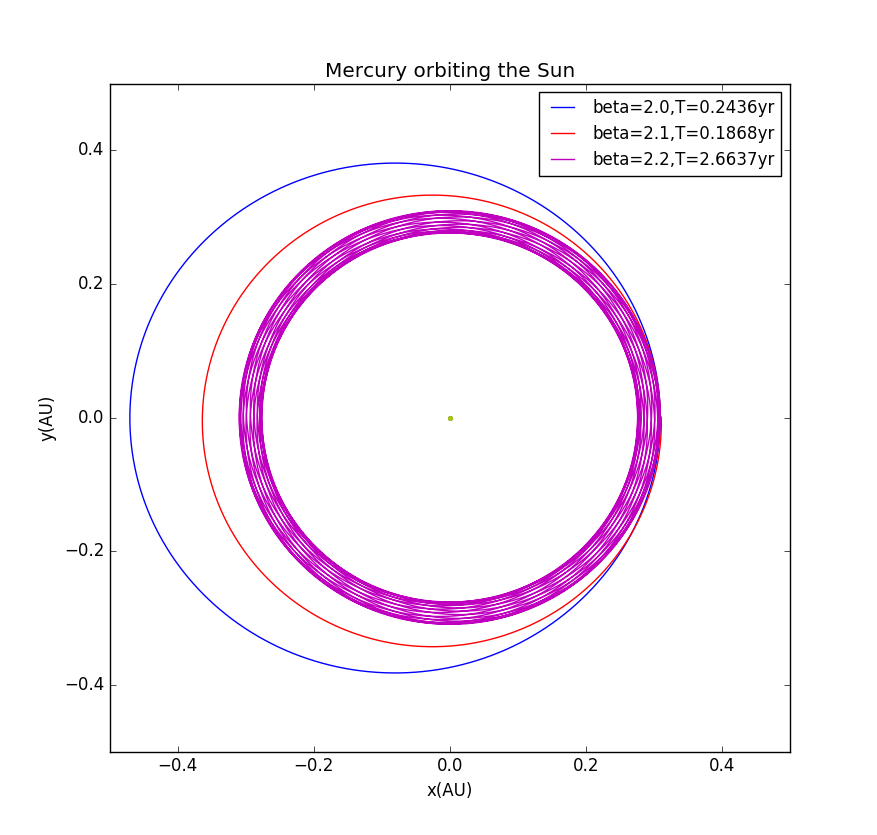 Mercury orbiting the Sun
beta=2.0,T=0.2436yr
beta=2.1,T=0.1868yr
beta=2.2,T=2.6637yr
0.4
0.2
0.0
−0.2
−0.4
y(AU)
−0.4 −0.2 0.0 0.2 0.4
x(AU)